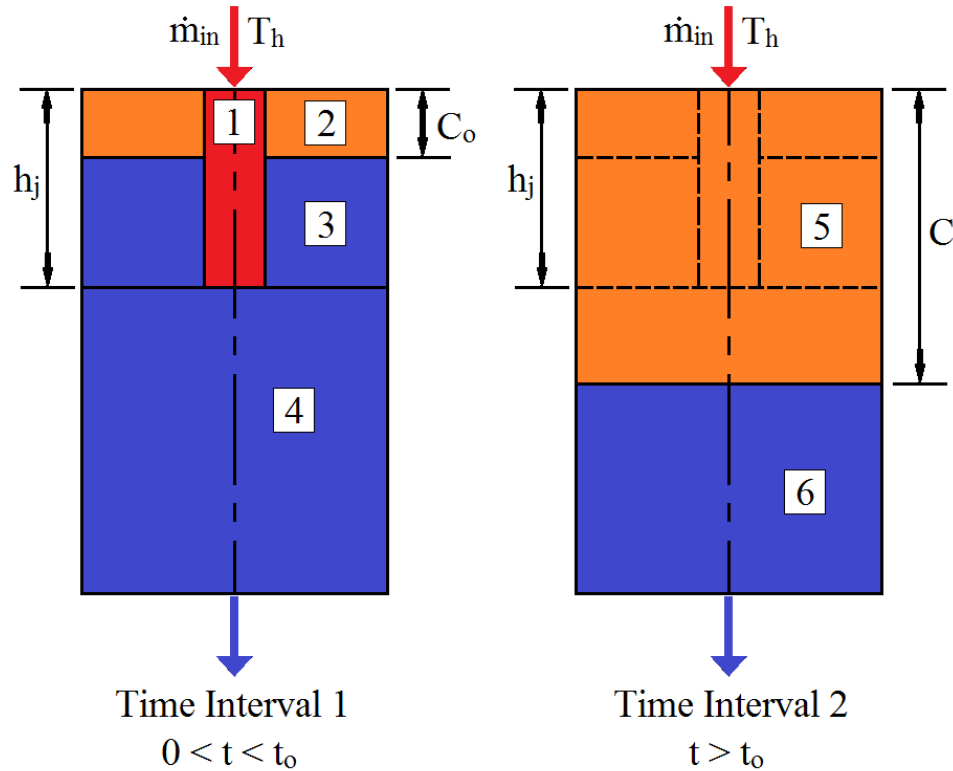 ṁin Th
1
2
Co
hj
3
4
Time Interval 1
0 < t < to
ṁin Th
hj
5
C
6
Time Interval 2
t > to